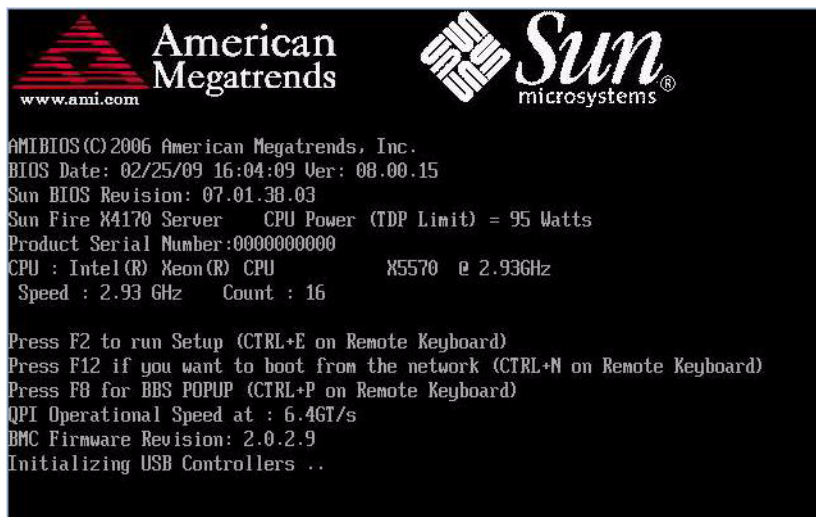 American
Megatrends
www.ami.com
Sun®
microsystems
AMIBIOS(C)2006 American Megatrends, Inc.
BIOS Date: 02/25/09 16:04:09 Ver: 08.00.15
Sun BIOS Revision: 07.01.38.03
Sun Fire X4170 Server    CPU Power (TDP Limit) = 95 Watts
Product Serial Number:0000000000
CPU : Intel(R) Xeon(R) CPU           X5570  @ 2.93GHz
 Speed : 2.93 GHz    Count : 16
Press F2 to run Setup (CTRL+E on Remote Keyboard)
Press F12 if you want to boot from the network (CTRL+N on Remote Keyboard)
Press F8 for BBS POPUP (CTRL+P on Remote Keyboard)
QPI Operational Speed at : 6.4GT/s
BMC Firmware Revision: 2.0.2.9
Initializing USB Controllers ..